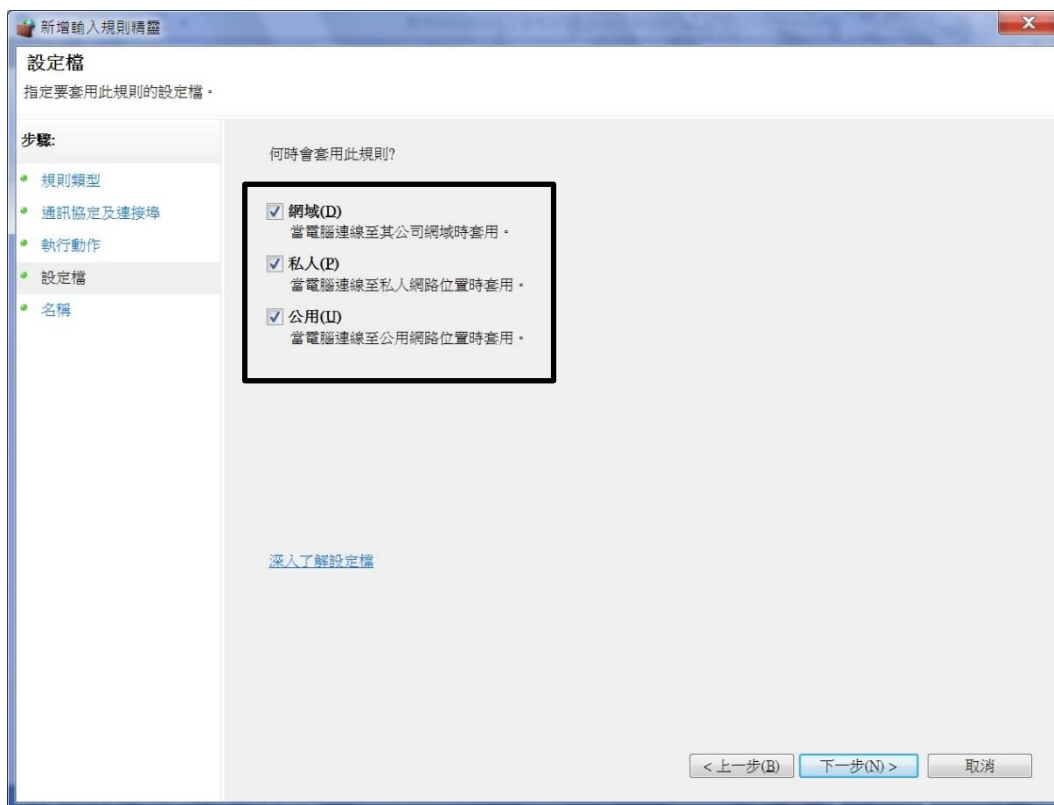 新增輸入規則精靈
設定檔
指定要套用此規則的設定檔。
步驟:
規則類型
通訊協定及連接埠
執行動作
設定檔
名稱
何時會套用此規則?
網域(D)
當電腦連線至其公司網域時套用。
私人(P)
當電腦連線至私人網路位置時套用。
公用(U)
當電腦連線至公用網路位置時套用。
深入了解設定檔
< 上一步(B)
下一步(N) >
取消